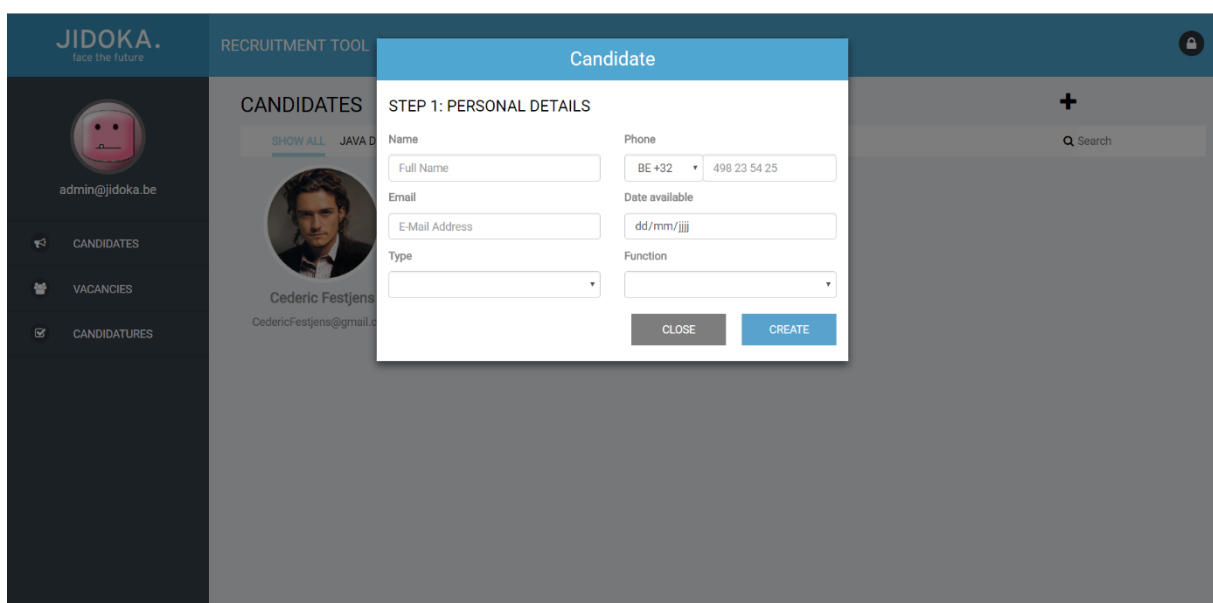 JIDOKA.
face the future
RECRUITMENT TOOL
admin@jidoka.be
CANDIDATES
VACANCIES
CANDIDATURES
CANDIDATES
SHOW ALL JAVA D
Search
Cederic Festjens
CedericFestjens@gmail.c
Candidate
STEP 1: PERSONAL DETAILS
Name Phone
Full Name BE +32 498 23 54 25
Email Date available
E-Mail Address dd/mm/jjjj
Type Function
CLOSE CREATE